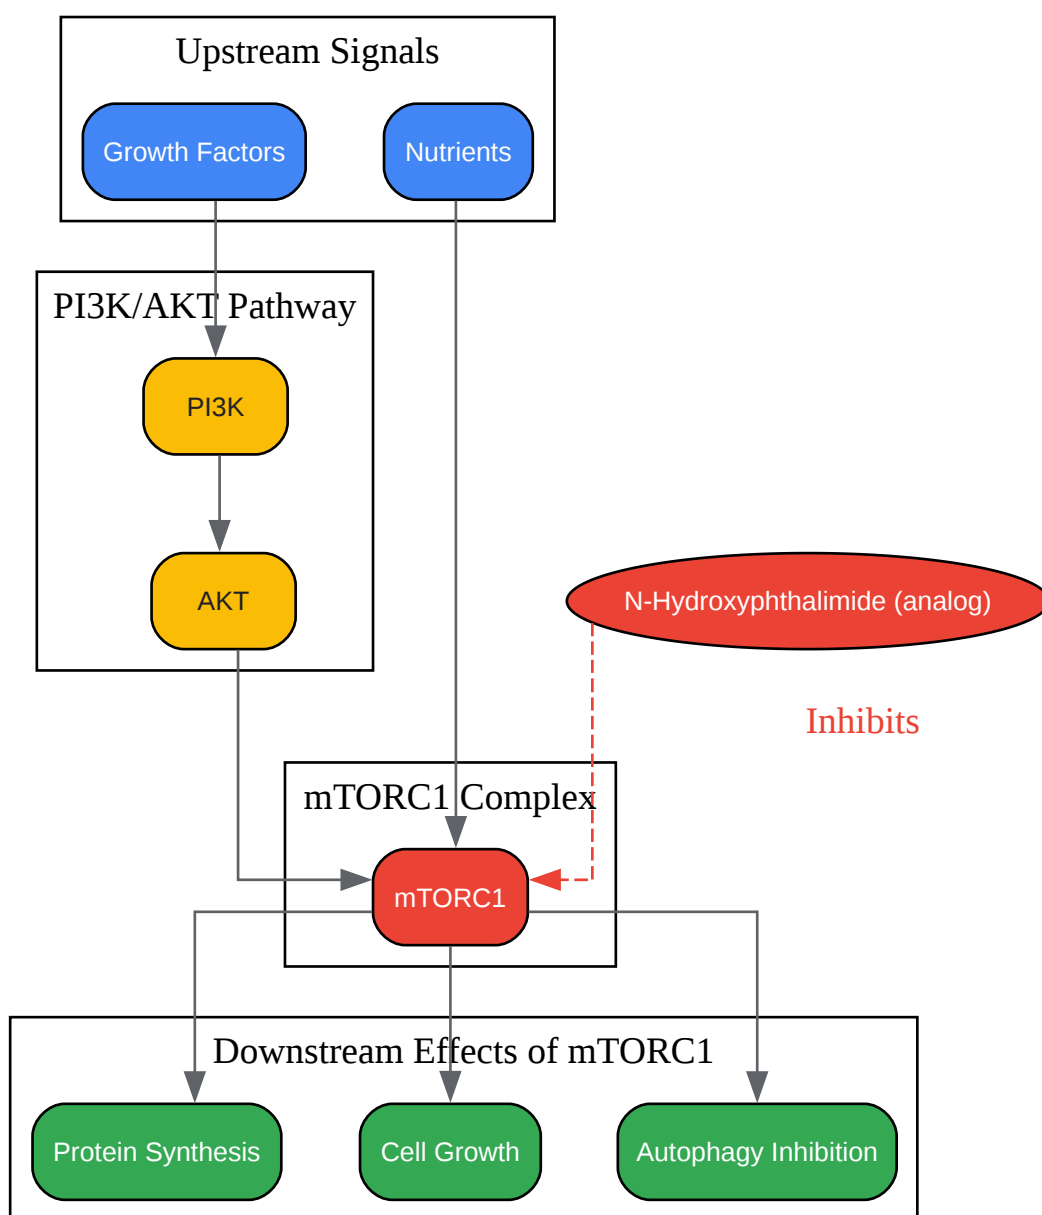 Upstream Signals
Growth Factors
Nutrients
PI3K/AKT Pathway
PI3K
AKT
N-Hydroxyphthalimide (analog)
Inhibits
mTORC1 Complex
mTORC1
Downstream Effects of mTORC1
Protein Synthesis
Cell Growth
Autophagy Inhibition